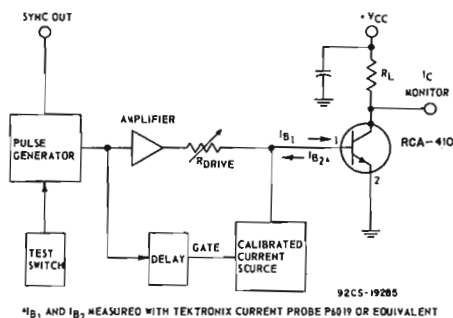 SYNC OUT
+ VCC
RL
IC
MONITOR
AMPLIFIER
PULSE
GENERATOR
RDRIVE
IB1
IB2*
1
2
RCA-410
TEST
SWITCH
DELAY
GATE
CALIBRATED
CURRENT
SOURCE
92CS-19285
*IB1 AND IB2 MEASURED WITH TEKTRONIX CURRENT PROBE P6019 OR EQUIVALENT